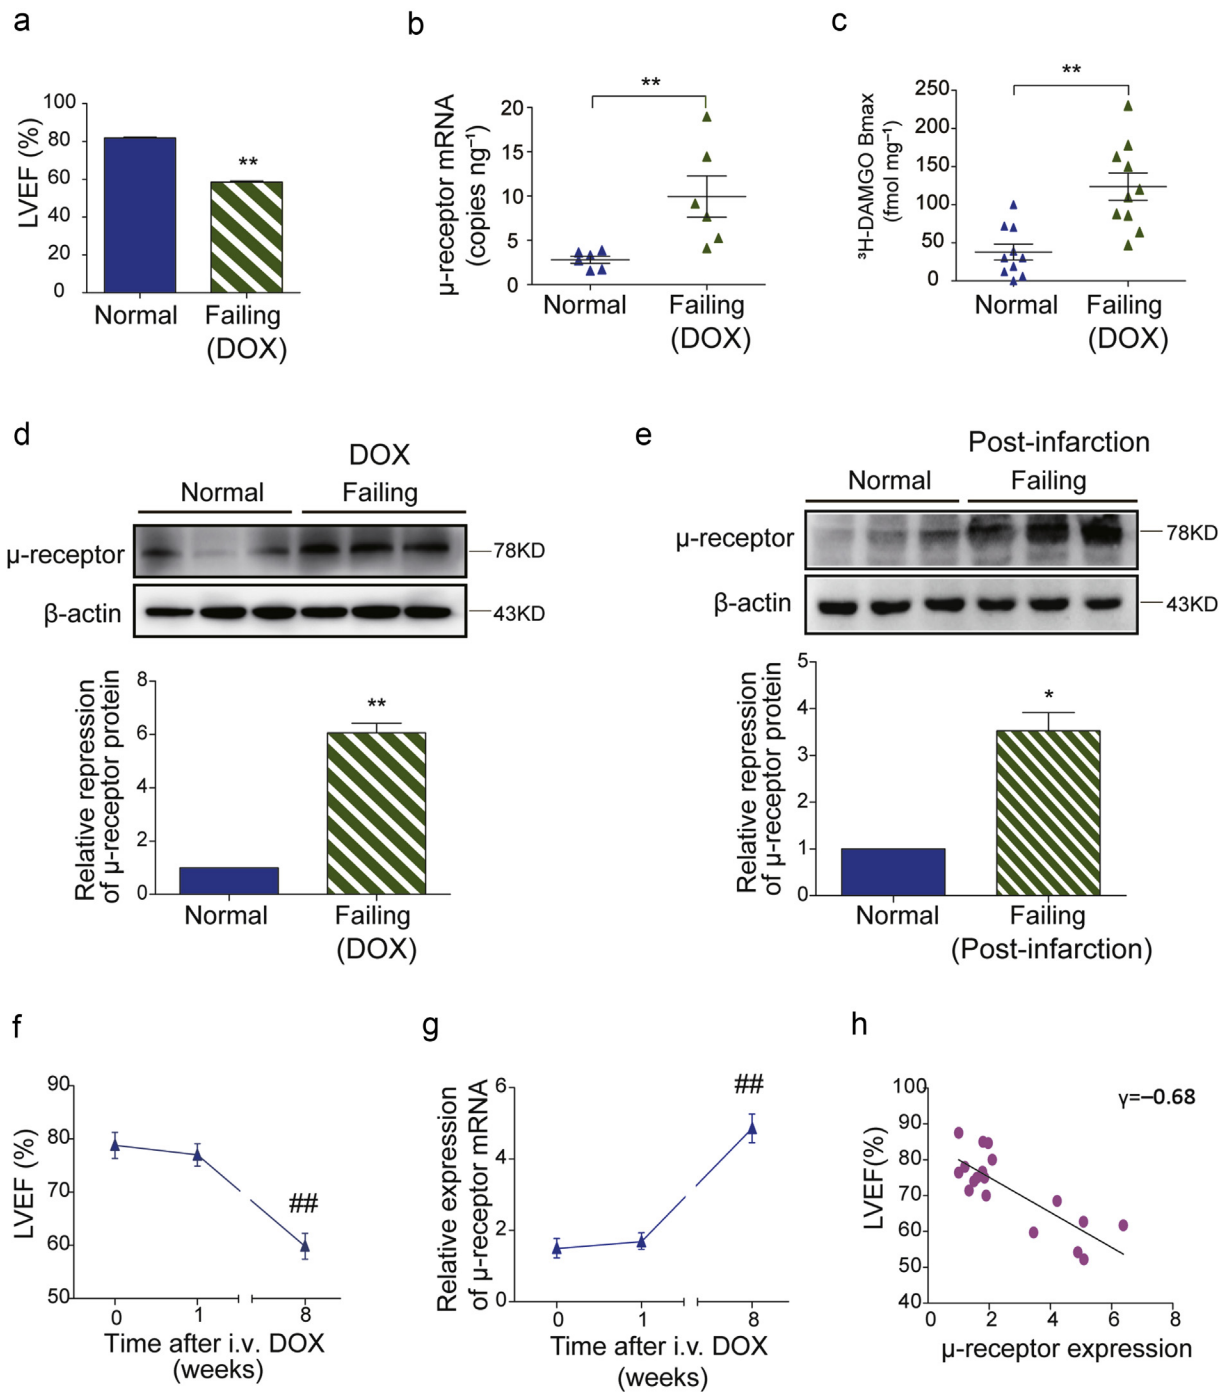 a
LVEF (%)
100
80
60
40
20
0
**
Normal
Failing
(DOX)
b
μ-receptor mRNA
(copies ng⁻¹)
20
15
10
5
0
**
Normal
Failing
(DOX)
c
³H-DAMGO Bmax
(fmol mg⁻¹)
250
200
150
100
50
0
**
Normal
Failing
(DOX)
d
DOX
Normal
Failing
μ-receptor
78KD
β-actin
43KD
Relative repression
of μ-receptor protein
8
6
4
2
0
**
Normal
Failing
(DOX)
e
Post-infarction
Normal
Failing
μ-receptor
78KD
β-actin
43KD
Relative repression
of μ-receptor protein
5
4
3
2
1
0
*
Normal
Failing
(Post-infarction)
f
LVEF (%)
90
80
70
60
50
##
0 1 8
Time after i.v. DOX
(weeks)
g
Relative expression
of μ-receptor mRNA
6
4
2
0
##
0 1 8
Time after i.v. DOX
(weeks)
h
LVEF(%)
100
90
80
70
60
50
40
γ=–0.68
0 2 4 6 8
μ-receptor expression